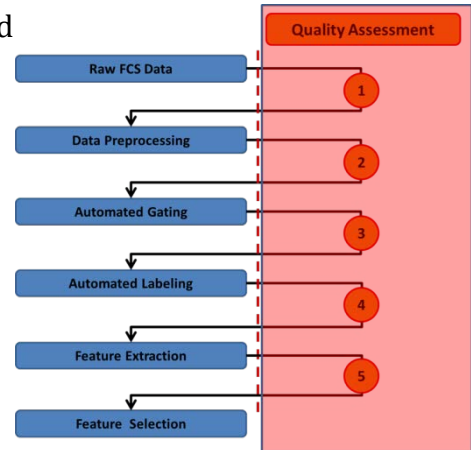 d
Quality Assessment
Raw FCS Data
1
Data Preprocessing
2
Automated Gating
3
Automated Labeling
4
Feature Extraction
5
Feature Selection